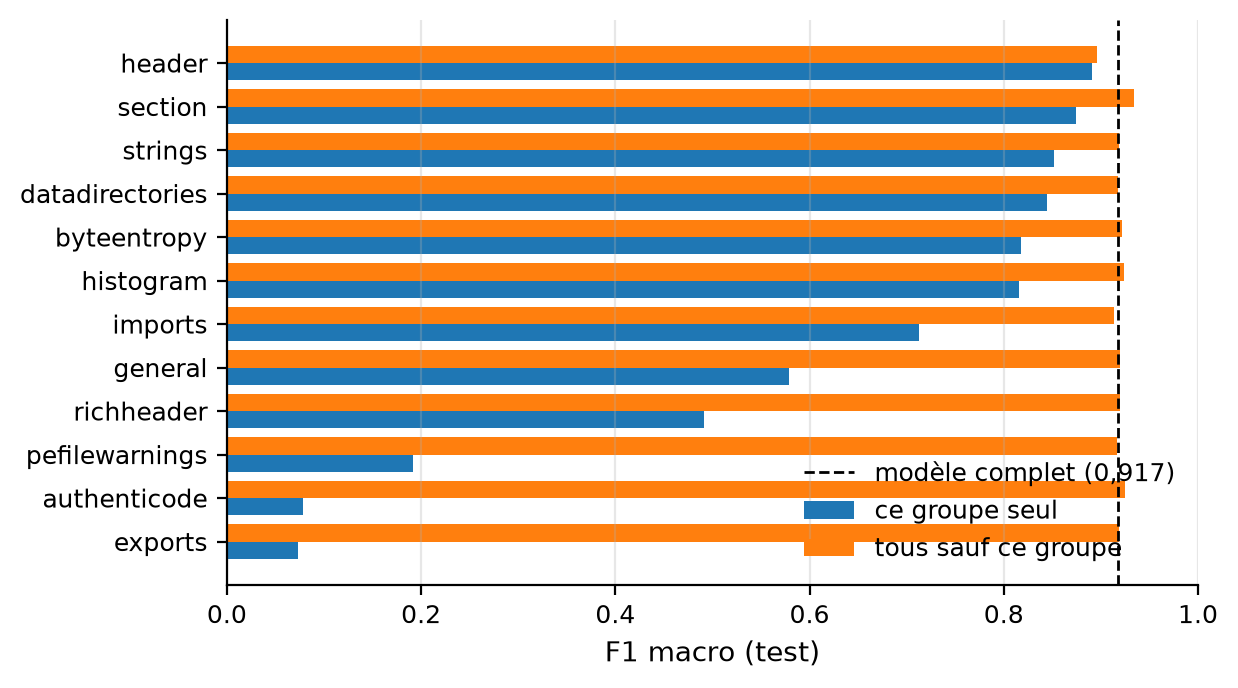 header
section
strings
datadirectories
byteentropy
histogram
imports
general
richheader
pefilewarnings
authenticode
exports
modèle complet (0,917)
ce groupe seul
tous sauf ce groupe
0.0 0.2 0.4 0.6 0.8 1.0
F1 macro (test)